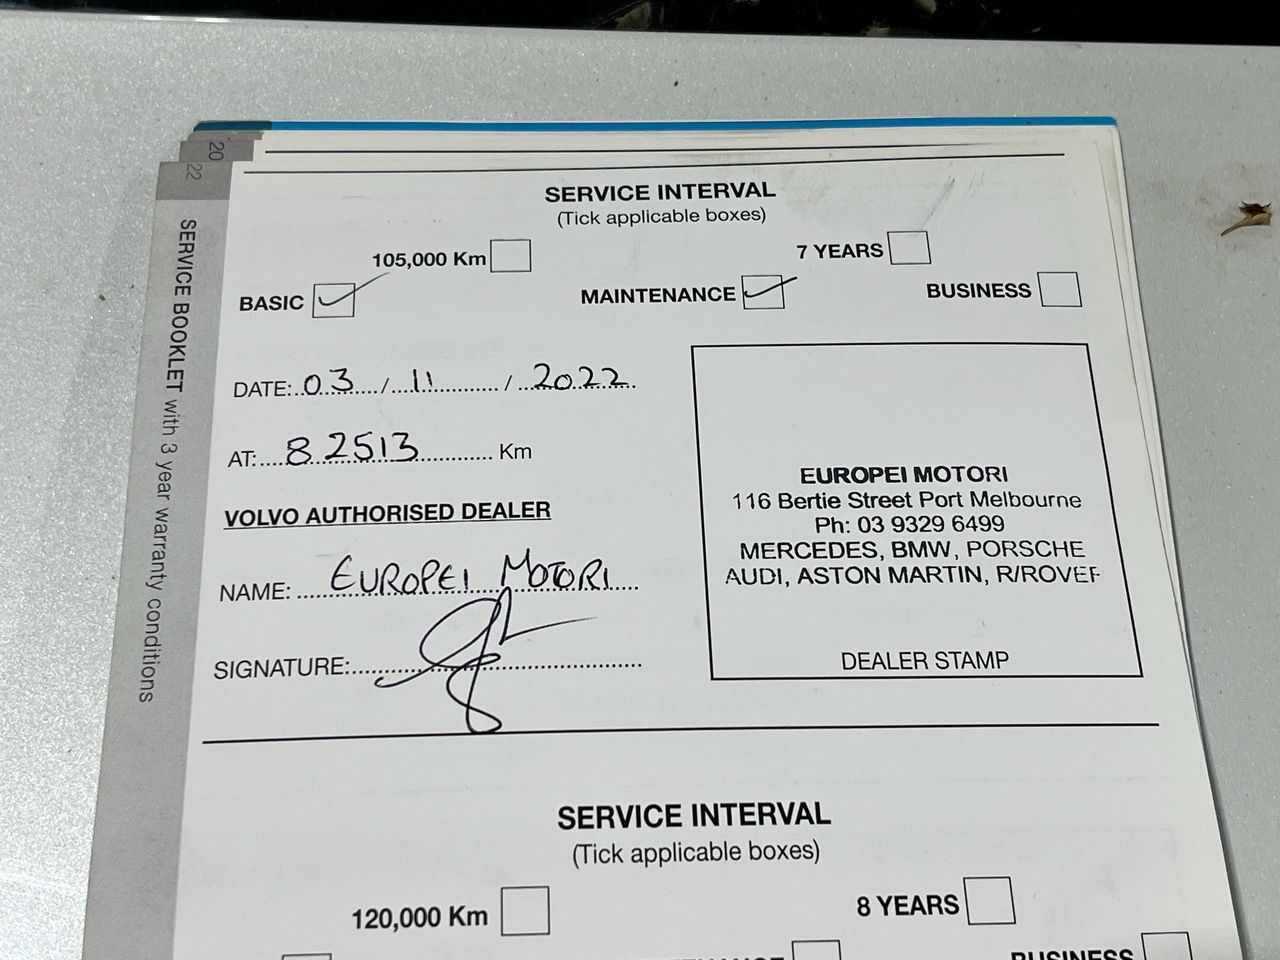 20
22
SERVICE BOOKLET with 3 year warranty conditions
SERVICE INTERVAL
(Tick applicable boxes)
105,000 Km
7 YEARS
BASIC
MAINTENANCE
BUSINESS
DATE: 03 / 11 / 2022
AT: 82513 Km
VOLVO AUTHORISED DEALER
NAME: EUROPEI MOTORI
SIGNATURE:
EUROPEI MOTORI
116 Bertie Street Port Melbourne
Ph: 03 9329 6499
MERCEDES, BMW, PORSCHE
AUDI, ASTON MARTIN, R/ROVER
DEALER STAMP
SERVICE INTERVAL
(Tick applicable boxes)
120,000 Km
8 YEARS
BUSINESS